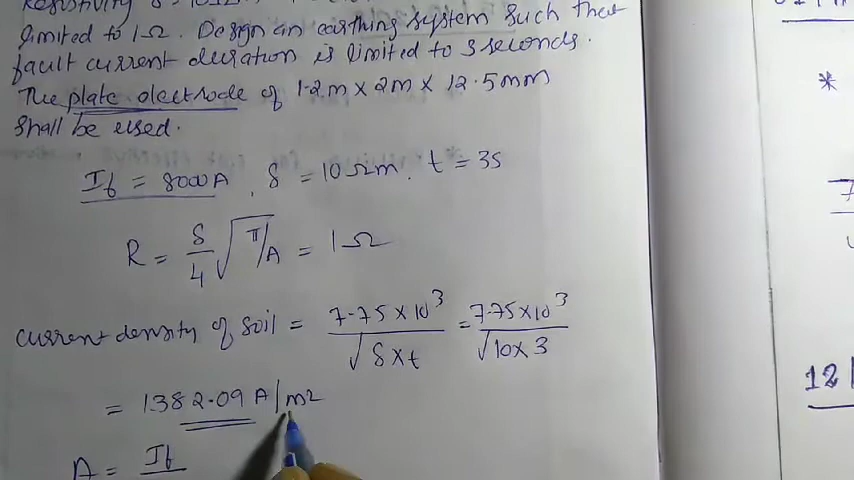 limited to 1Ω. Design an earthing system such that
fault current duration is limited to 3 seconds.
The plate electrode of 1.2m x 2m x 12.5mm
shall be used.
If = 8000A , δ = 10Ωm. t = 3S
R = δ/4 √π/A = 1Ω
current density of soil = 7.75×10³ / √δ×t = 7.75×10³ / √10×3
= 1382.09 A/m²
A = If
*
12